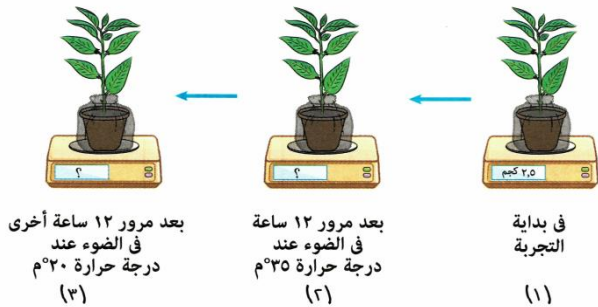 ٢,٥ كجم
فى بداية
التجربة
(١)
؟
بعد مرور ١٢ ساعة
فى الضوء عند
درجة حرارة ٣٥°م
(٢)
؟
بعد مرور ١٢ ساعة أخرى
فى الضوء عند
درجة حرارة ٢٠°م
(٣)